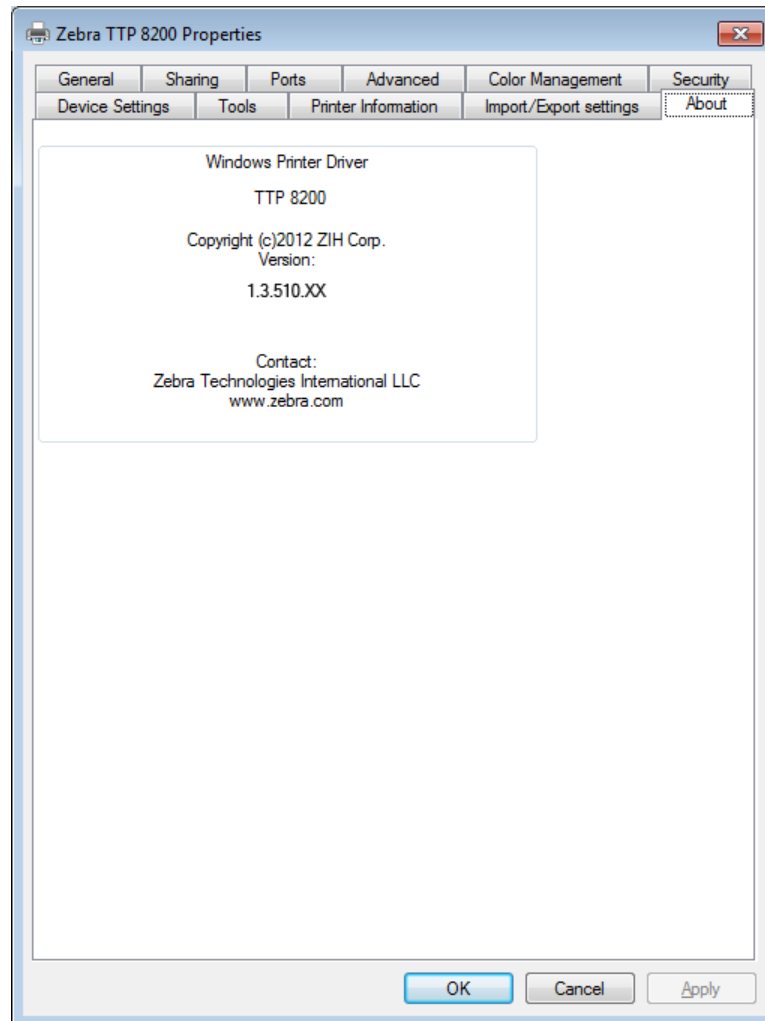 Zebra TTP 8200 Properties
General Sharing Ports Advanced Color Management Security
Device Settings Tools Printer Information Import/Export settings About
Windows Printer Driver
TTP 8200
Copyright (c)2012 ZIH Corp.
Version:
1.3.510.XX
Contact:
Zebra Technologies International LLC
www.zebra.com
OK Cancel Apply